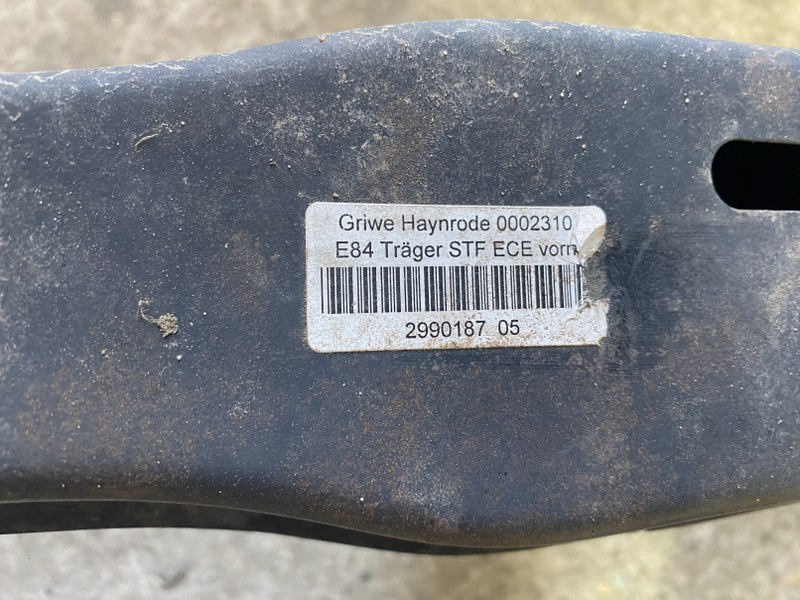 Griwe Haynrode 0002310
E84 Träger STF ECE vorn
2990187 05